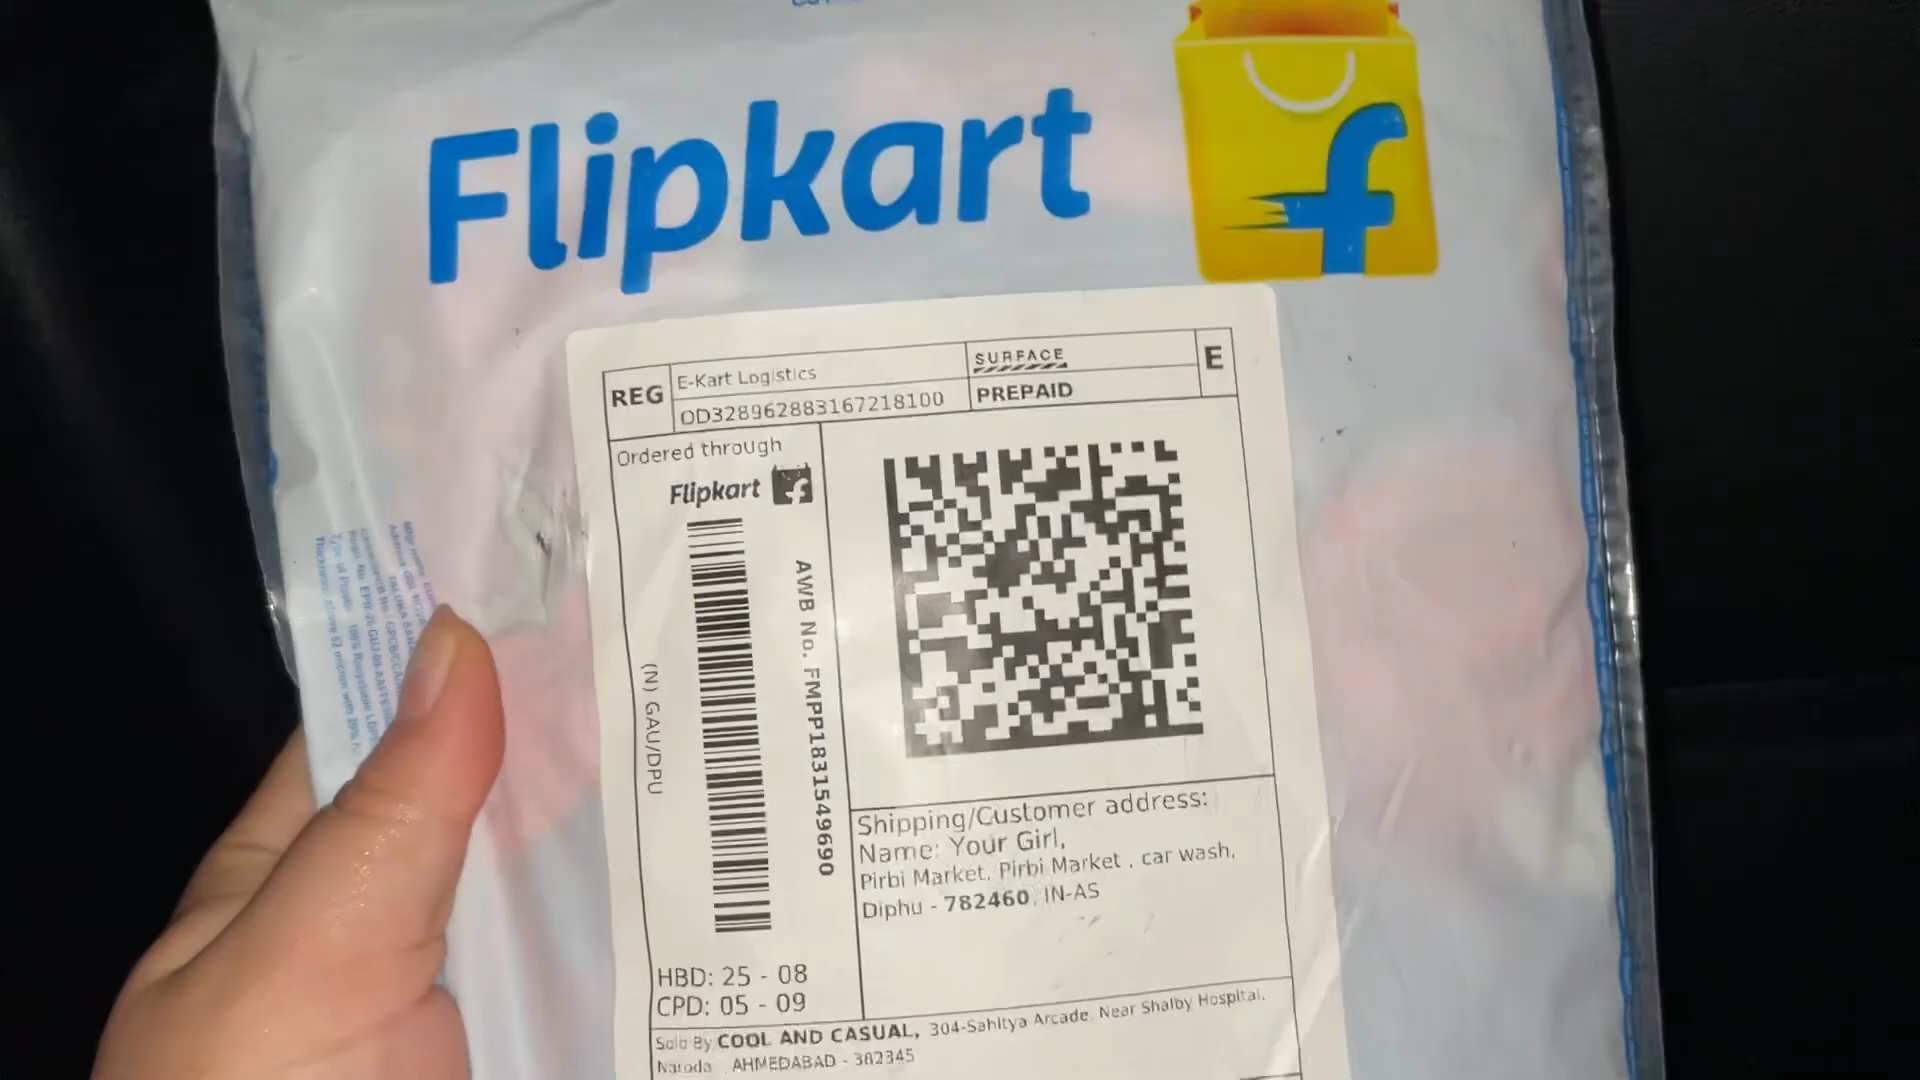 Flipkart
f
REG
E-Kart Logistics
OD328962883167218100
SURFACE
PREPAID
E
Ordered through
Flipkart f
AWB No. FMPP1831549690
(N) GAU/DPU
HBD: 25 - 08
CPD: 05 - 09
Shipping/Customer address:
Name: Your Girl,
Pirbi Market, Pirbi Market , car wash,
Diphu - 782460, IN-AS
Sold By COOL AND CASUAL, 304-Sahitya Arcade, Near Shalby Hospital,
Naroda , AHMEDABAD - 382345